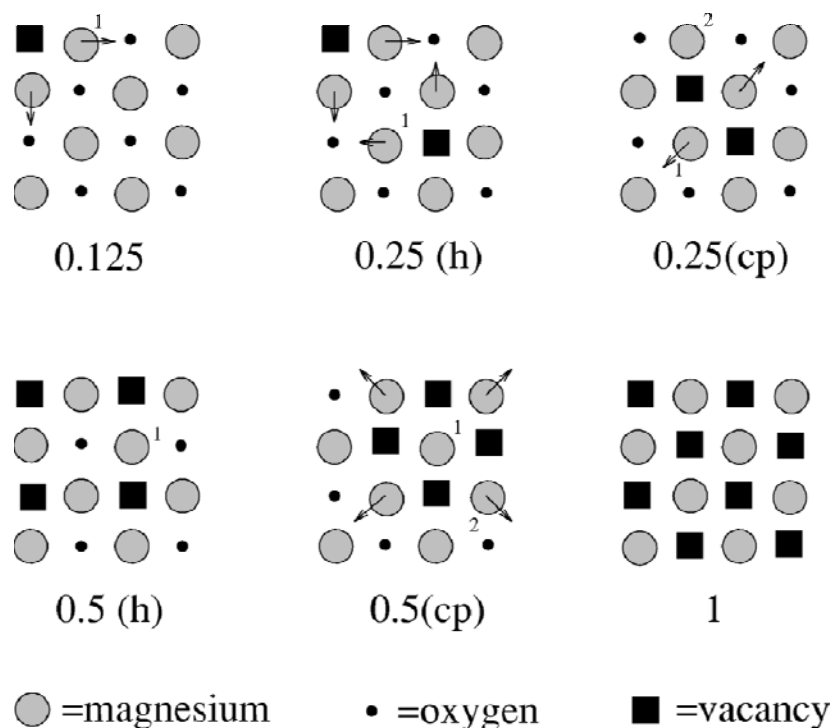 1
1
2
1
0.125
0.25 (h)
0.25(cp)
1
1
2
0.5 (h)
0.5(cp)
1
=magnesium
=oxygen
=vacancy